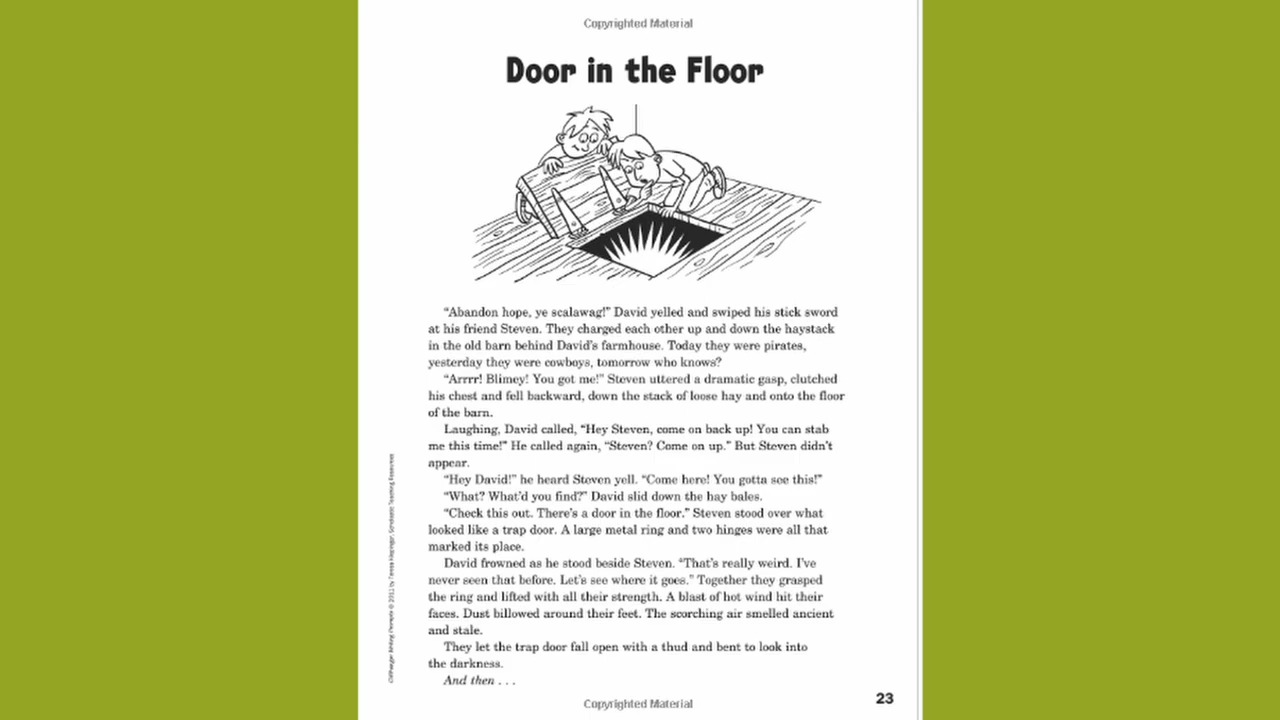 Copyrighted Material
Door in the Floor
“Abandon hope, ye scalawag!” David yelled and swiped his stick sword
at his friend Steven. They charged each other up and down the haystack
in the old barn behind David’s farmhouse. Today they were pirates,
yesterday they were cowboys, tomorrow who knows?
“Arrrr! Blimey! You got me!” Steven uttered a dramatic gasp, clutched
his chest and fell backward, down the stack of loose hay and onto the floor
of the barn.
Laughing, David called, “Hey Steven, come on back up! You can stab
me this time!” He called again, “Steven? Come on up.” But Steven didn’t
appear.
“Hey David!” he heard Steven yell. “Come here! You gotta see this!”
“What? What’d you find?” David slid down the hay bales.
“Check this out. There’s a door in the floor.” Steven stood over what
looked like a trap door. A large metal ring and two hinges were all that
marked its place.
David frowned as he stood beside Steven. “That’s really weird. I’ve
never seen that before. Let’s see where it goes.” Together they grasped
the ring and lifted with all their strength. A blast of hot wind hit their
faces. Dust billowed around their feet. The scorching air smelled ancient
and stale.
They let the trap door fall open with a thud and bent to look into
the darkness.
And then . . .
Writing Prompts © 2011 by Scholastic Teaching Resources
23
Copyrighted Material